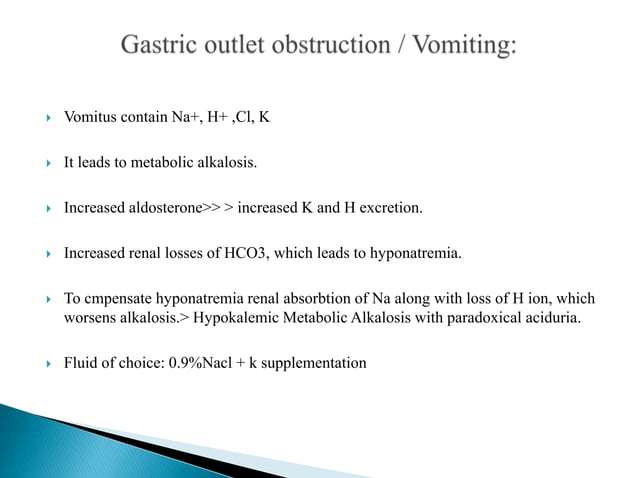 Gastric outlet obstruction / Vomiting:
Vomitus contain Na+, H+ ,Cl, K
It leads to metabolic alkalosis.
Increased aldosterone>> > increased K and H excretion.
Increased renal losses of HCO3, which leads to hyponatremia.
To cmpensate hyponatremia renal absorbtion of Na along with loss of H ion, which
worsens alkalosis.> Hypokalemic Metabolic Alkalosis with paradoxical aciduria.
Fluid of choice: 0.9%Nacl + k supplementation